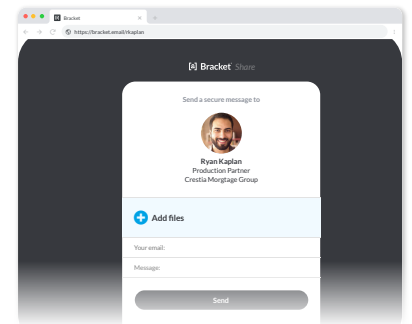 Bracket
https://bracket.email/rkaplan
Bracket Share
Send a secure message to
Ryan Kaplan
Production Partner
Crestia Morgtage Group
Add files
Your email:
Message:
Send